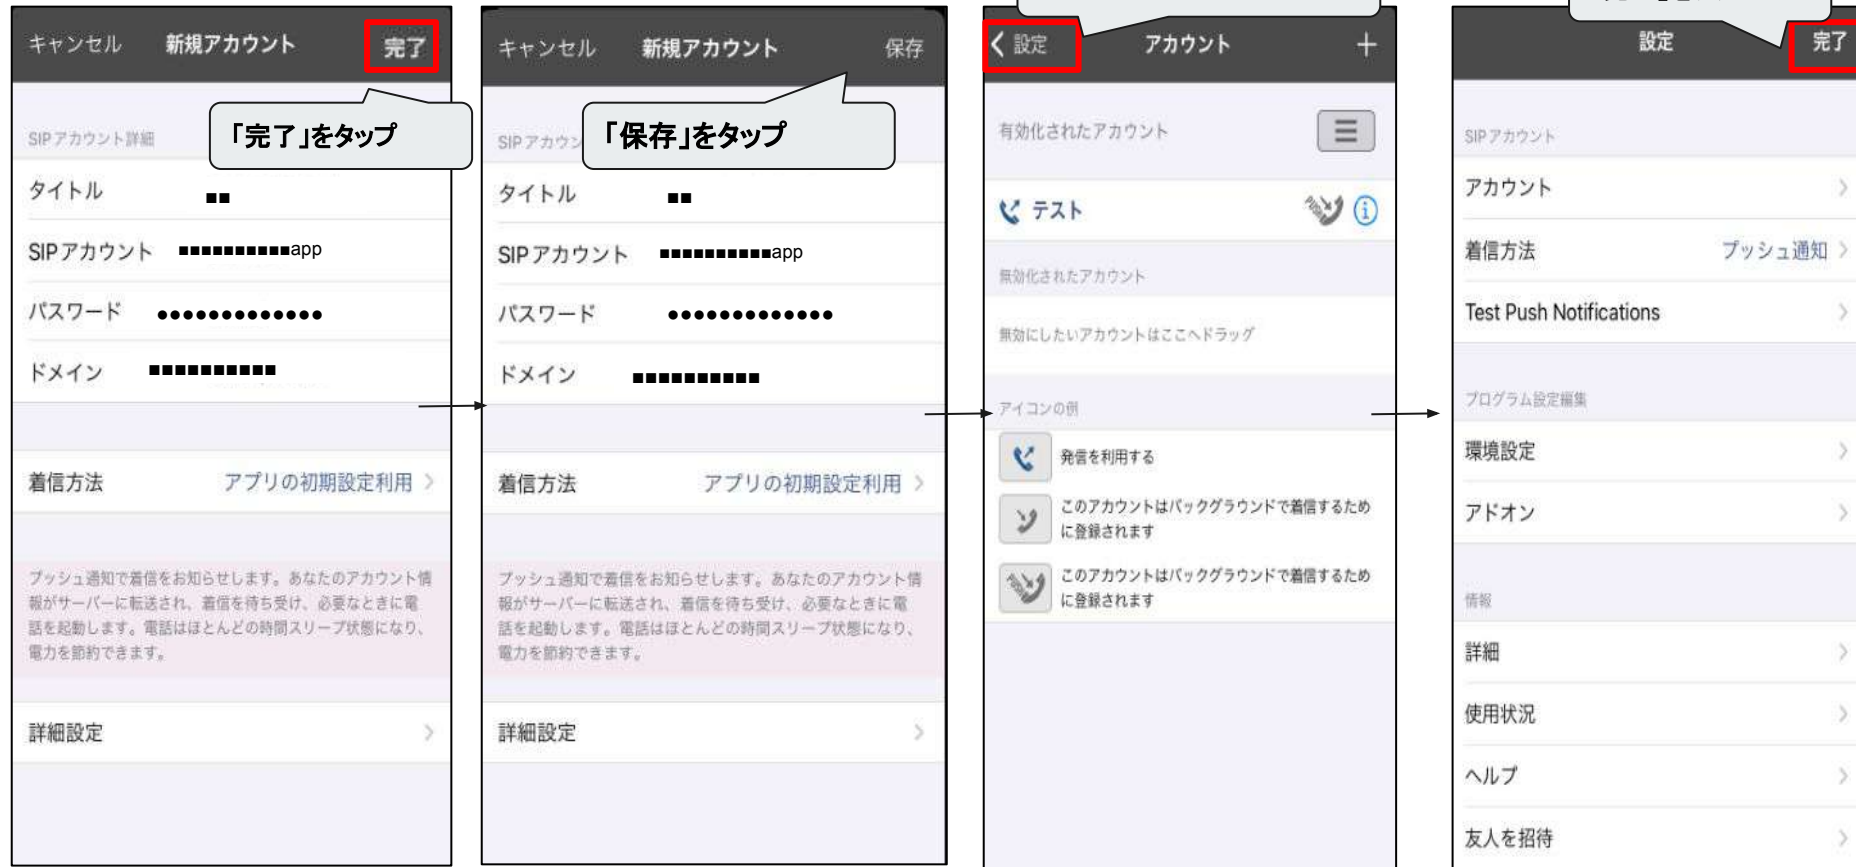 キャンセル 新規アカウント 完了
「完了」をタップ
SIPアカウント詳細
タイトル ■■
SIPアカウント ■■■■■■■■■■app
パスワード ●●●●●●●●●●●●●
ドメイン ■■■■■■■■■■
着信方法 アプリの初期設定利用
プッシュ通知で着信をお知らせします。あなたのアカウント情
報がサーバーに転送され、着信を待ち受け、必要なときに電
話を起動します。電話はほとんどの時間スリープ状態になり、
電力を節約できます。
詳細設定
キャンセル 新規アカウント 保存
「保存」をタップ
SIPアカウン
タイトル ■■
SIPアカウント ■■■■■■■■■■app
パスワード ●●●●●●●●●●●●●
ドメイン ■■■■■■■■■■
着信方法 アプリの初期設定利用
プッシュ通知で着信をお知らせします。あなたのアカウント情
報がサーバーに転送され、着信を待ち受け、必要なときに電
話を起動します。電話はほとんどの時間スリープ状態になり、
電力を節約できます。
詳細設定
設定 アカウント +
有効化されたアカウント
テスト
無効化されたアカウント
無効にしたいアカウントはここへドラッグ
アイコンの例
発信を利用する
このアカウントはバックグラウンドで着信するため
に登録されます
このアカウントはバックグラウンドで着信するため
に登録されます
設定 完了
SIPアカウント
アカウント
着信方法 プッシュ通知
Test Push Notifications
プログラム設定編集
環境設定
アドオン
情報
詳細
使用状況
ヘルプ
友人を招待